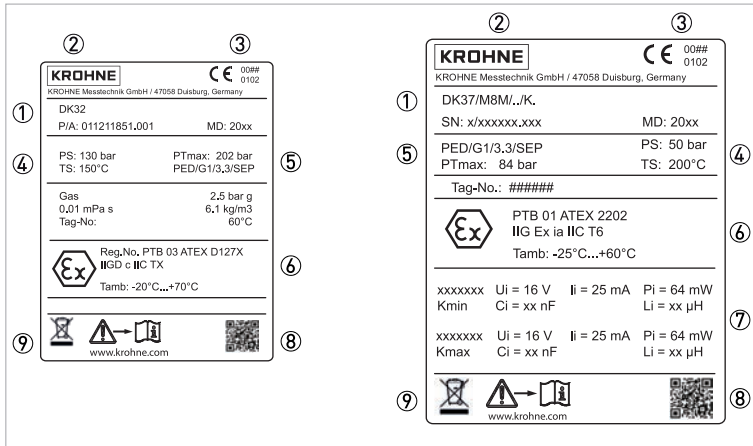 ② ③
KROHNE CE 00##
0102
KROHNE Messtechnik GmbH / 47058 Duisburg, Germany
① DK32
P/A: 011211851.001 MD: 20xx
④ PS: 130 bar PTmax: 202 bar ⑤
TS: 150°C PED/G1/3.3/SEP
Gas 2.5 bar g
0.01 mPa s 6.1 kg/m3
Tag-No: 60°C
Ex Reg.No. PTB 03 ATEX D127X
IIGD c IIC TX ⑥
Tamb: -20°C...+70°C
⑨ ⑧
www.krohne.com
② ③
KROHNE CE 00##
0102
KROHNE Messtechnik GmbH / 47058 Duisburg, Germany
① DK37/M8M/../K.
SN: x/xxxxxx.xxx MD: 20xx
⑤ PED/G1/3.3/SEP PS: 50 bar ④
PTmax: 84 bar TS: 200°C
Tag-No.: ######
Ex PTB 01 ATEX 2202
IIG Ex ia IIC T6 ⑥
Tamb: -25°C...+60°C
xxxxxxx Ui = 16 V Ii = 25 mA Pi = 64 mW
Kmin Ci = xx nF Li = xx µH
⑦
xxxxxxx Ui = 16 V Ii = 25 mA Pi = 64 mW
Kmax Ci = xx nF Li = xx µH
⑨ ⑧
www.krohne.com